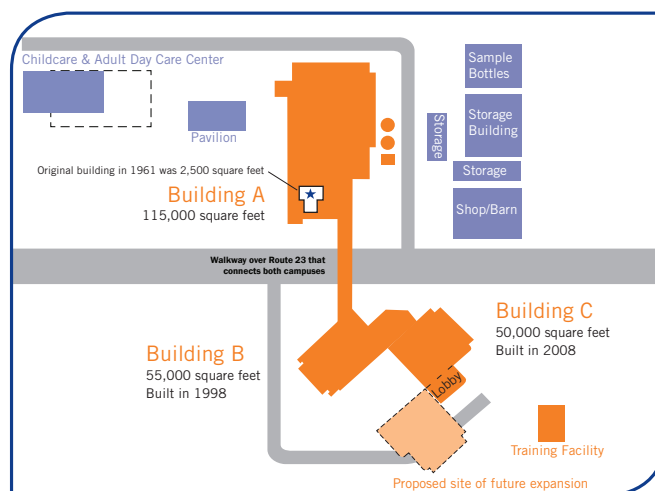 Childcare & Adult Day Care Center
Pavilion
Sample
Bottles
Storage
Storage
Building
Storage
Shop/Barn
Original building in 1961 was 2,500 square feet
Building A
115,000 square feet
Walkway over Route 23 that
connects both campuses
Building B
55,000 square feet
Built in 1998
Building C
50,000 square feet
Built in 2008
Lobby
Training Facility
Proposed site of future expansion